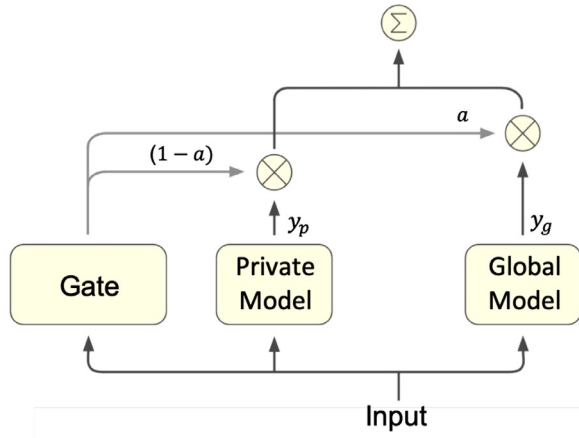 Σ
a
(1 − a)
y_p
y_g
Gate
Private
Model
Global
Model
Input